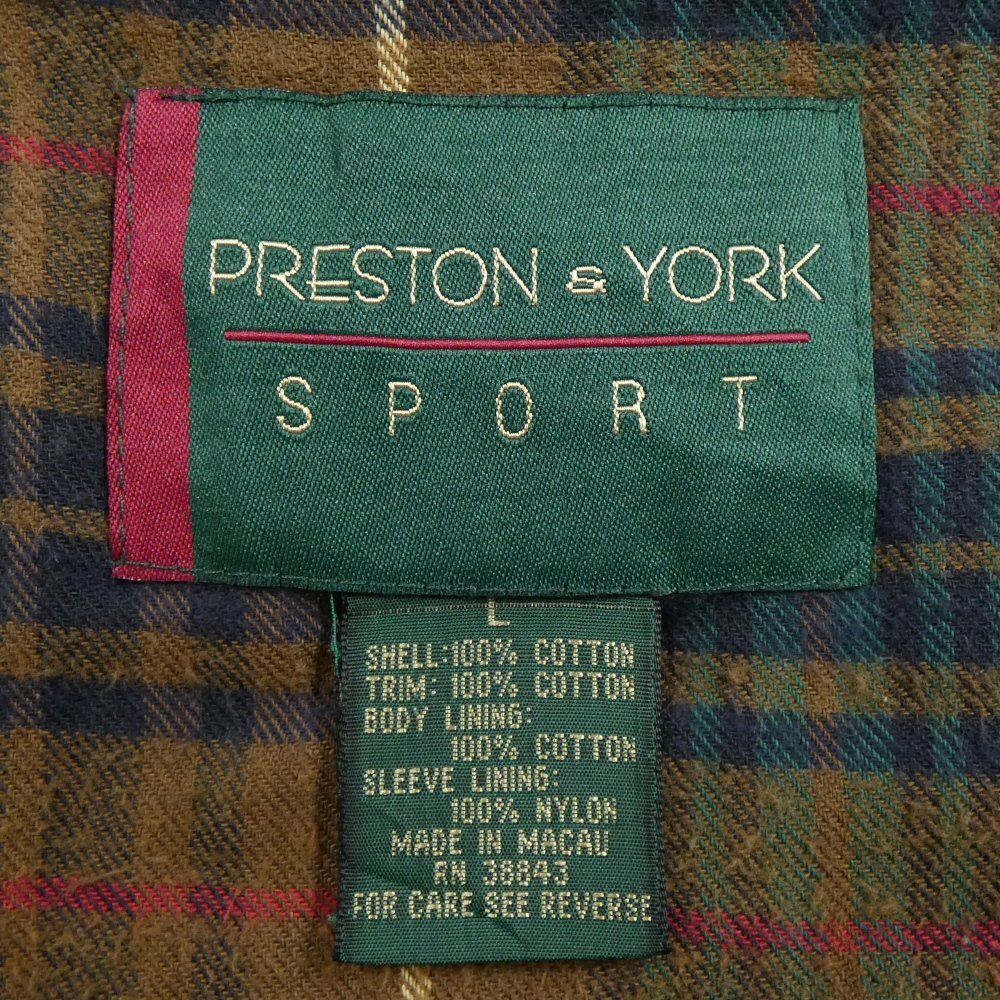 PRESTON & YORK
SPORT
L
SHELL: 100% COTTON
TRIM: 100% COTTON
BODY LINING:
100% COTTON
SLEEVE LINING:
100% NYLON
MADE IN MACAU
RN 38843
FOR CARE SEE REVERSE